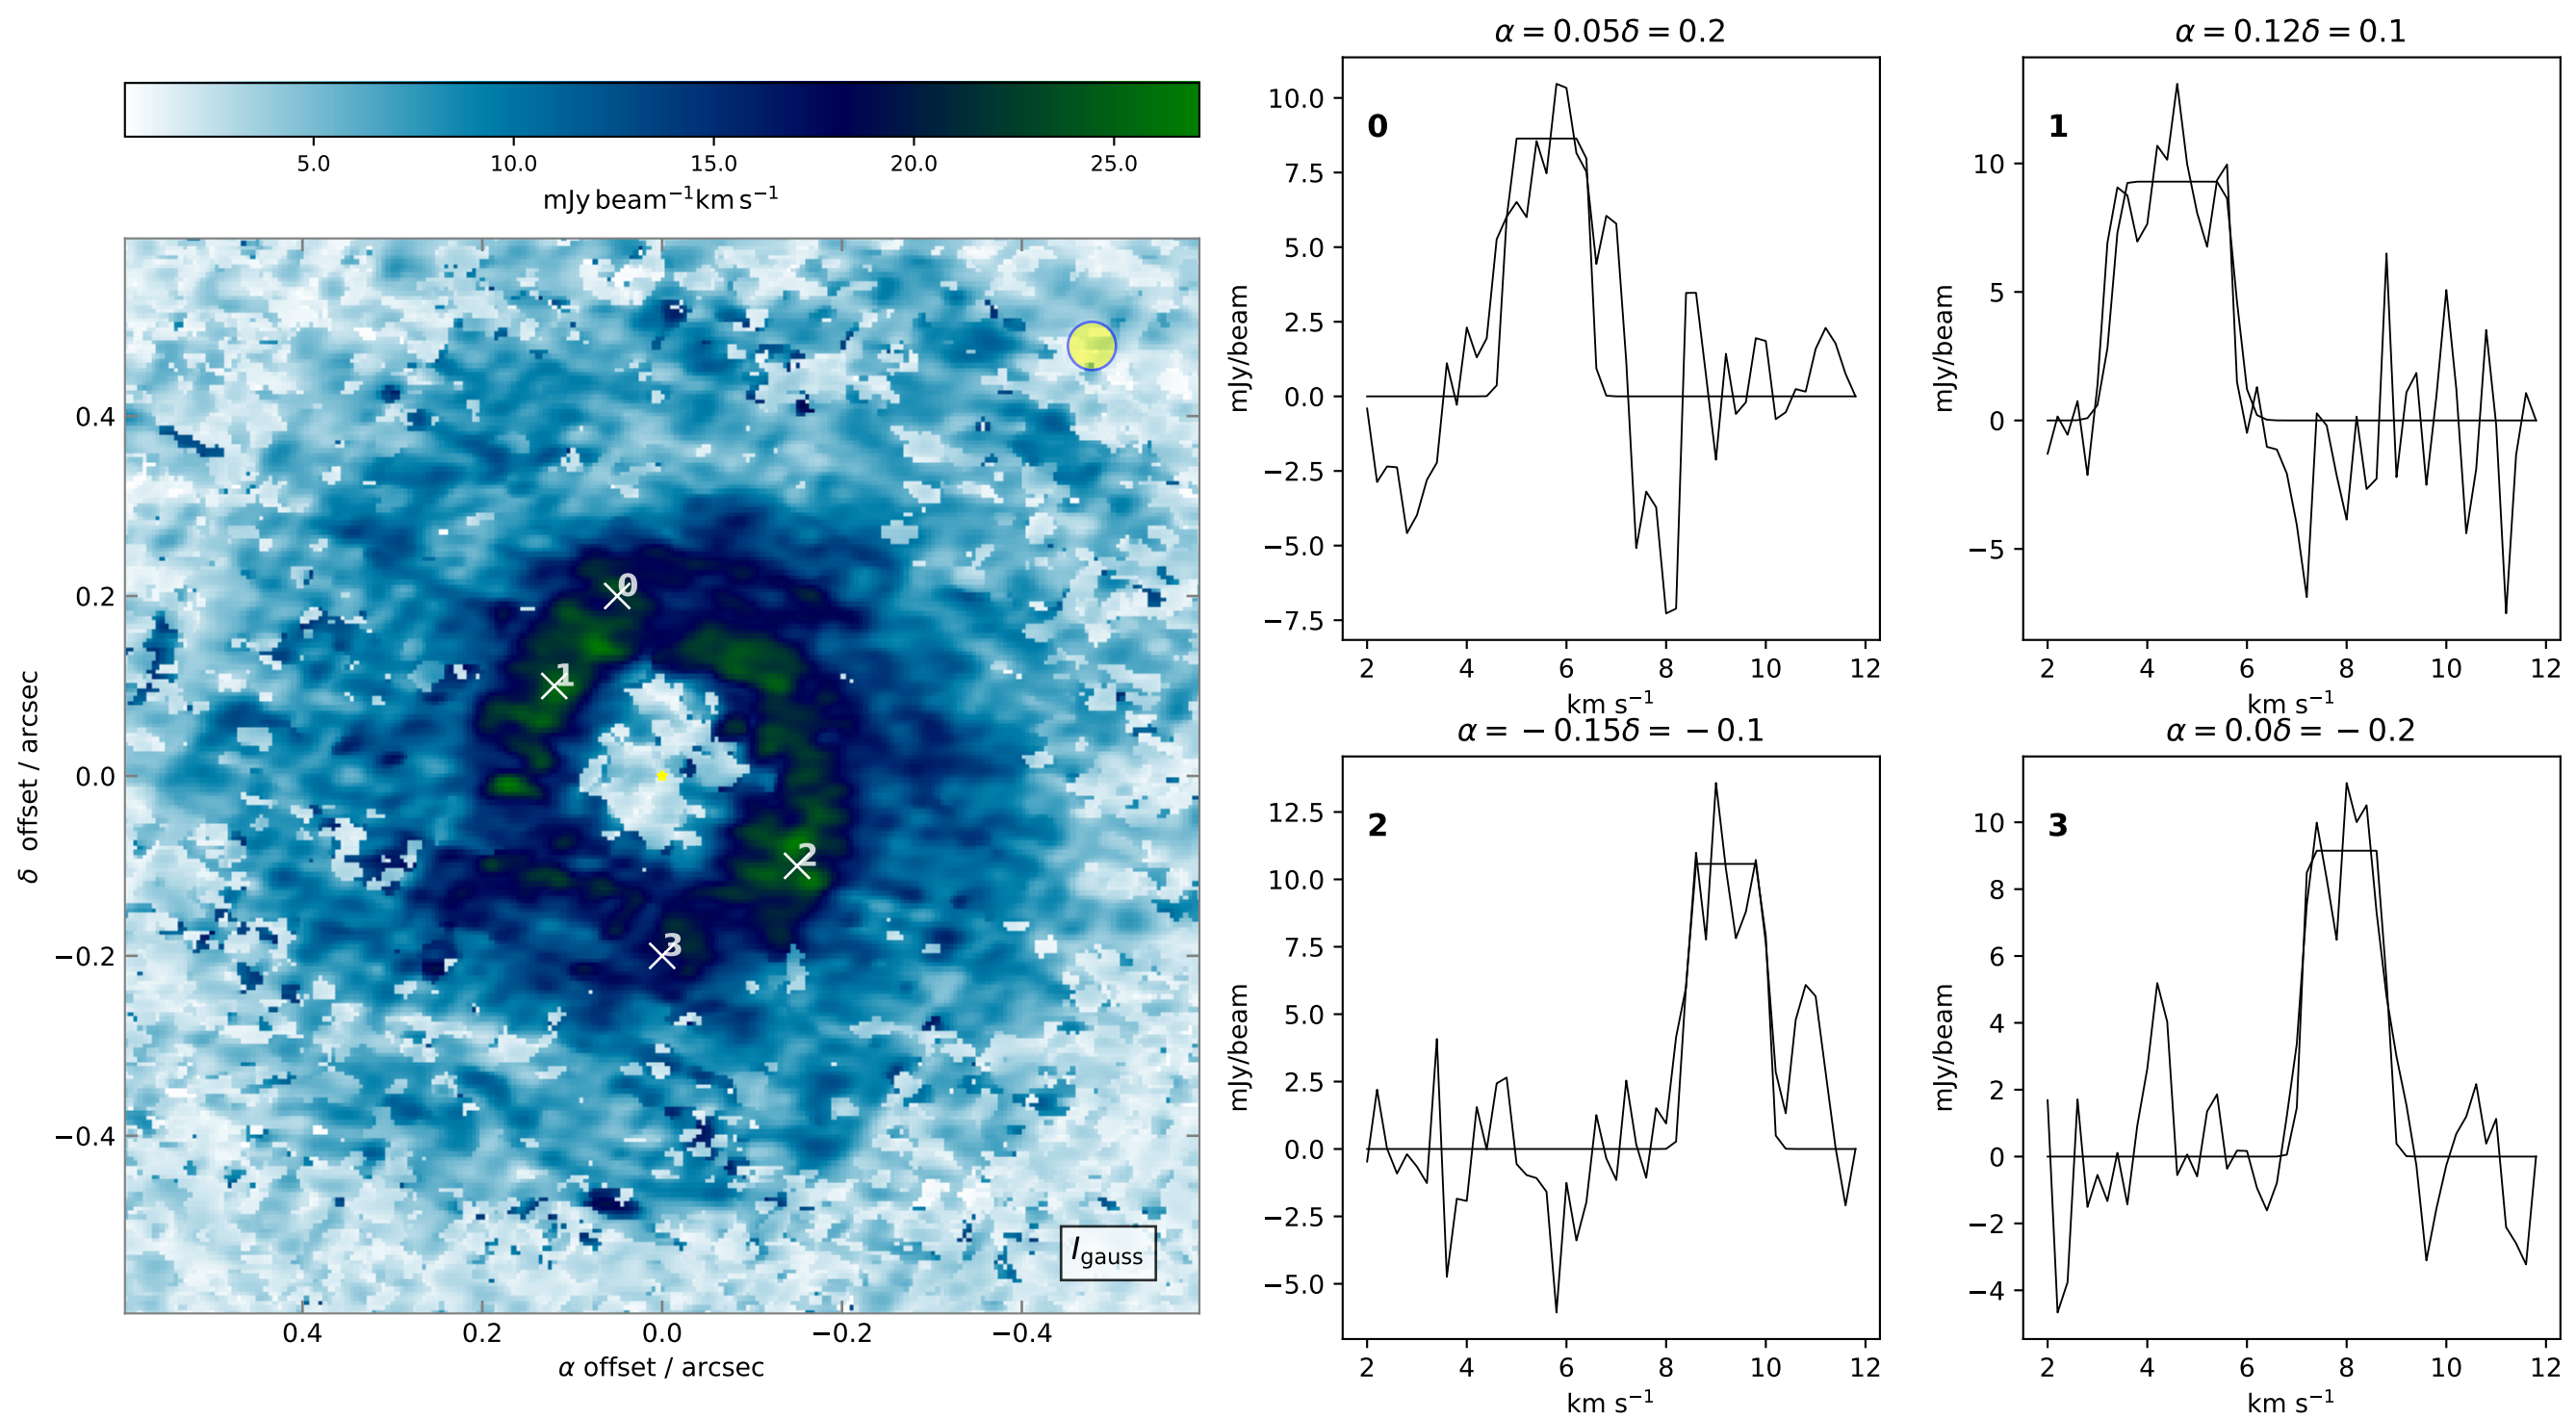 5.0 10.0 15.0 20.0 25.0
mJy beam⁻¹km s⁻¹
0.4
0.2
0.0
−0.2
−0.4
δ offset / arcsec
0
1
2
3
I_gauss
0.4 0.2 0.0 −0.2 −0.4
α offset / arcsec
α = 0.05δ = 0.2
0
10.0
7.5
5.0
2.5
0.0
−2.5
−5.0
−7.5
mJy/beam
2 4 6 8 10 12
km s⁻¹
α = 0.12δ = 0.1
1
10
5
0
−5
mJy/beam
2 4 6 8 10 12
km s⁻¹
α = −0.15δ = −0.1
2
12.5
10.0
7.5
5.0
2.5
0.0
−2.5
−5.0
mJy/beam
2 4 6 8 10 12
km s⁻¹
α = 0.0δ = −0.2
3
10
8
6
4
2
0
−2
−4
mJy/beam
2 4 6 8 10 12
km s⁻¹